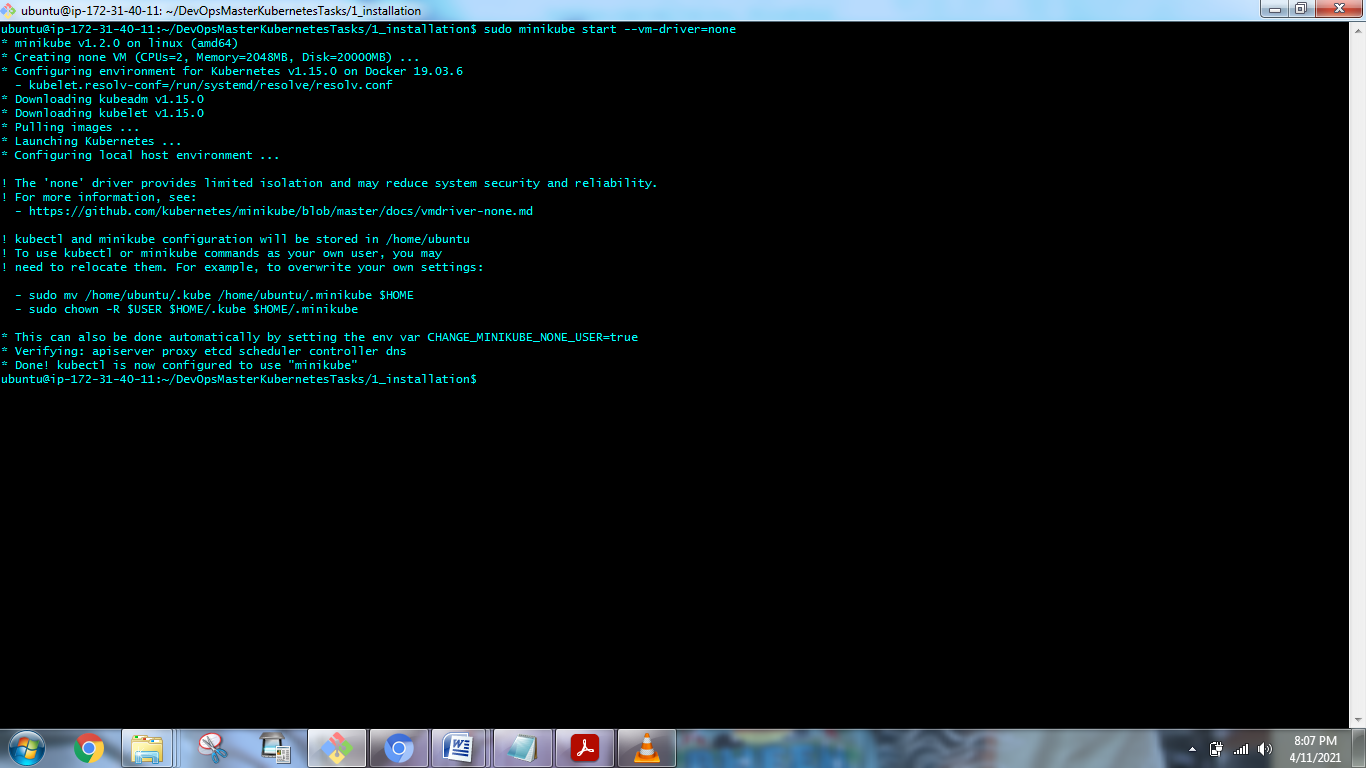 ubuntu@ip-172-31-40-11: ~/DevOpsMasterKubernetesTasks/1_installation
ubuntu@ip-172-31-40-11:~/DevOpsMasterKubernetesTasks/1_installation$ sudo minikube start --vm-driver=none
* minikube v1.2.0 on linux (amd64)
* Creating none VM (CPUs=2, Memory=2048MB, Disk=20000MB) ...
* Configuring environment for Kubernetes v1.15.0 on Docker 19.03.6
  - kubelet.resolv-conf=/run/systemd/resolve/resolv.conf
* Downloading kubeadm v1.15.0
* Downloading kubelet v1.15.0
* Pulling images ...
* Launching Kubernetes ...
* Configuring local host environment ...
! The 'none' driver provides limited isolation and may reduce system security and reliability.
! For more information, see:
  - https://github.com/kubernetes/minikube/blob/master/docs/vmdriver-none.md
! kubectl and minikube configuration will be stored in /home/ubuntu
! To use kubectl or minikube commands as your own user, you may
! need to relocate them. For example, to overwrite your own settings:
  - sudo mv /home/ubuntu/.kube /home/ubuntu/.minikube $HOME
  - sudo chown -R $USER $HOME/.kube $HOME/.minikube
* This can also be done automatically by setting the env var CHANGE_MINIKUBE_NONE_USER=true
* Verifying: apiserver proxy etcd scheduler controller dns
* Done! kubectl is now configured to use "minikube"
ubuntu@ip-172-31-40-11:~/DevOpsMasterKubernetesTasks/1_installation$
8:07 PM
4/11/2021